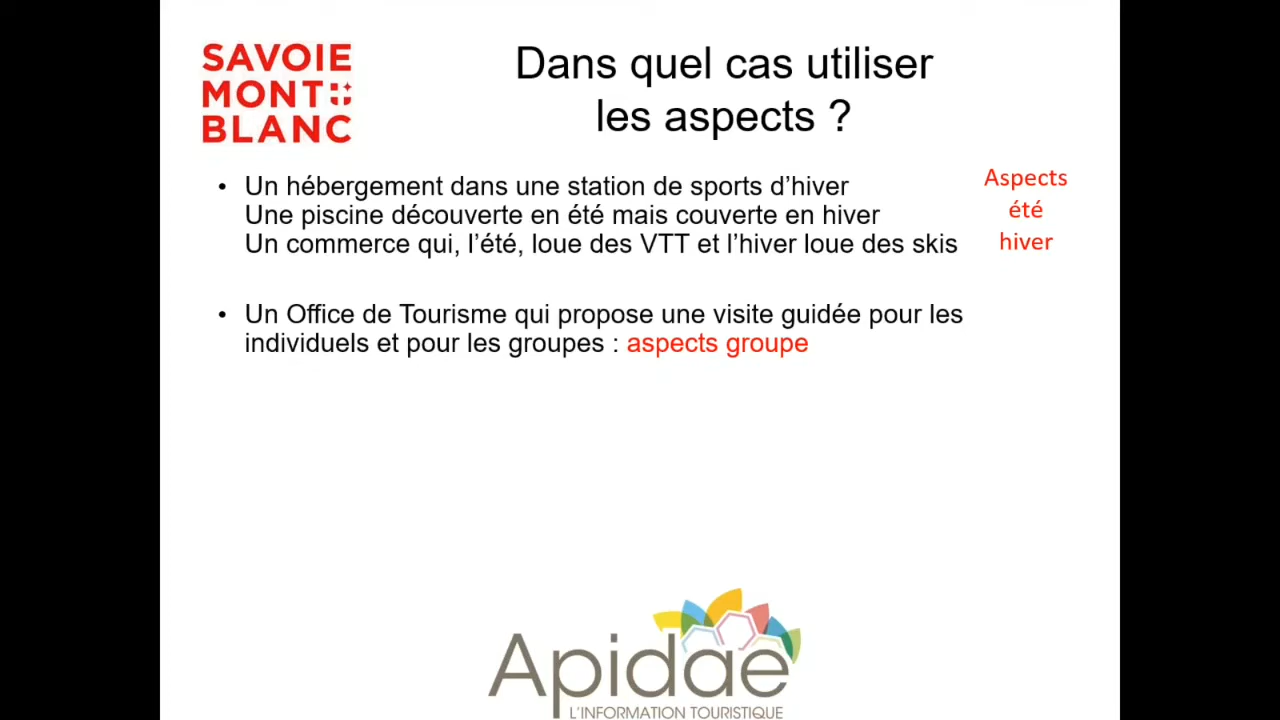 SAVOIE
MONT
BLANC
Dans quel cas utiliser
les aspects ?
• Un hébergement dans une station de sports d’hiver
Une piscine découverte en été mais couverte en hiver
Un commerce qui, l’été, loue des VTT et l’hiver loue des skis
Aspects
été
hiver
• Un Office de Tourisme qui propose une visite guidée pour les
individuels et pour les groupes : aspects groupe
Apidae
L'INFORMATION TOURISTIQUE